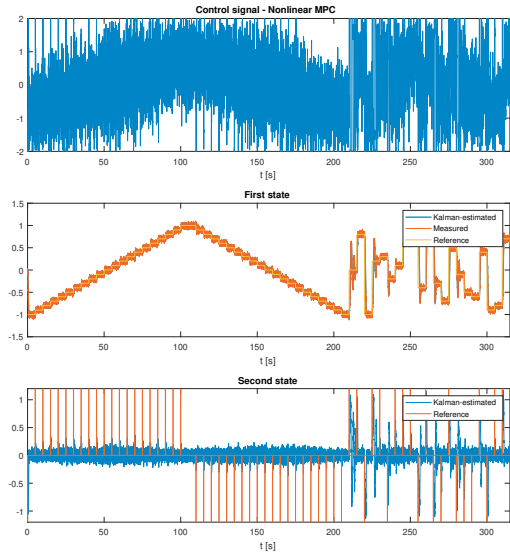 Control signal - Nonlinear MPC
2
1
0
-1
-2
0 50 100 150 200 250 300
t [s]
First state
1.5
1
0.5
0
-0.5
-1
-1.5
Kalman-estimated
Measured
Reference
0 50 100 150 200 250 300
t [s]
Second state
1
0.5
0
-0.5
-1
Kalman-estimated
Reference
0 50 100 150 200 250 300
t [s]